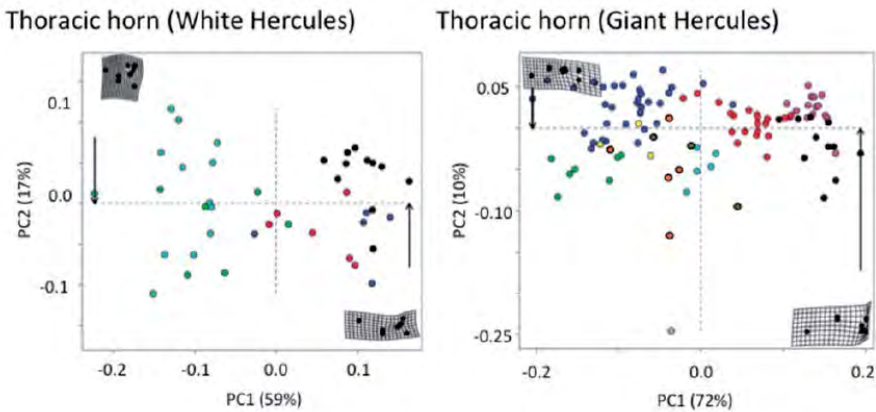 Thoracic horn (White Hercules)
PC2 (17%)
0.1
0.0
-0.1
-0.2
-0.1
0.0
0.1
PC1 (59%)
Thoracic horn (Giant Hercules)
PC2 (10%)
0.05
-0.10
-0.25
-0.2
0.0
0.2
PC1 (72%)